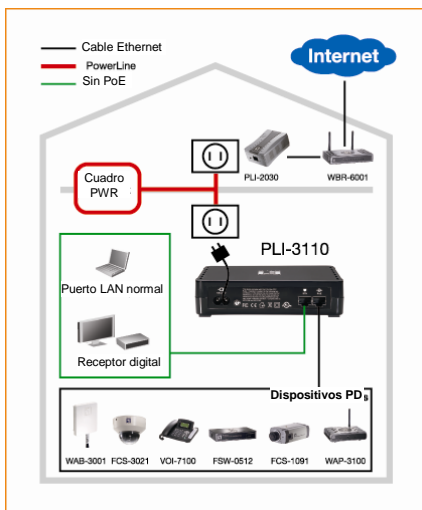 Cable Ethernet
PowerLine
Sin PoE
Internet
PLI-2030
WBR-6001
Cuadro
PWR
PLI-3110
Puerto LAN normal
Receptor digital
Dispositivos PDs
WAB-3001
FCS-3021
VOI-7100
FSW-0512
FCS-1091
WAP-3100